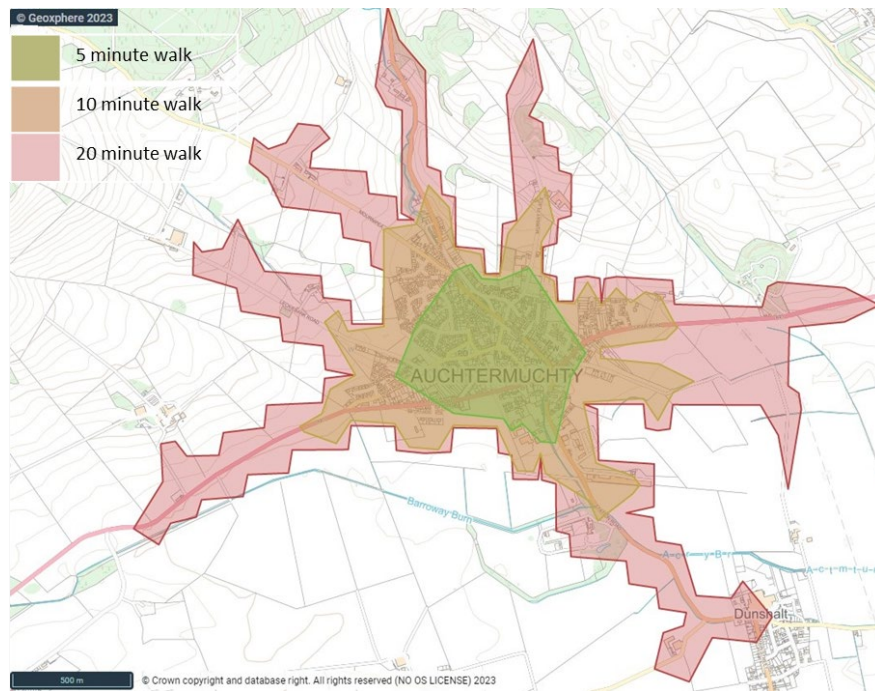 © Geoxphere 2023
5 minute walk
10 minute walk
20 minute walk
AUCHTERMUCHTY
Barroway Burn
Dunshalt
500 m
© Crown copyright and database right. All rights reserved (NO OS LICENSE) 2023